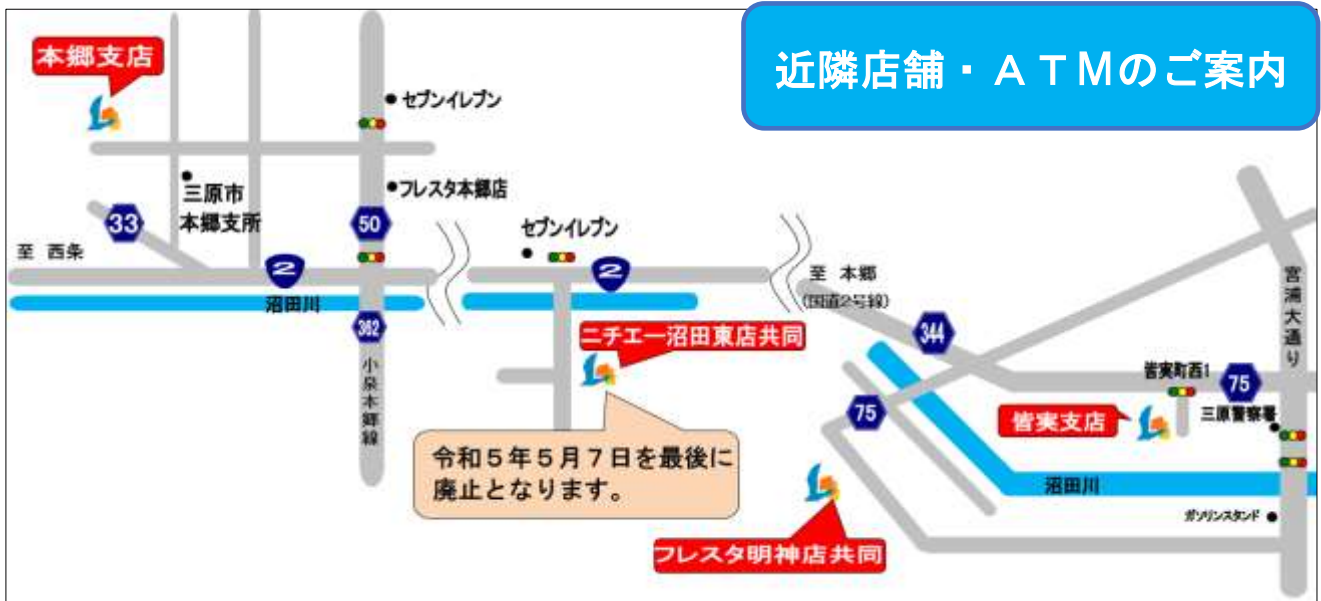 近隣店舗・ＡＴＭのご案内
本郷支店
セブンイレブン
三原市
本郷支所
フレスタ本郷店
33
50
至 西条
2
沼田川
362
小泉本郷線
セブンイレブン
2
ニチエー沼田東店共同
令和５年５月７日を最後に
廃止となります。
至 本郷
(国道2号線)
344
宮浦大通り
皆実町西1
75
75
皆実支店
三原警察署
沼田川
ガソリンスタンド
フレスタ明神店共同